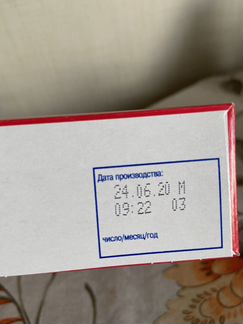 Дата производства:
24.06.20 М
09:22 03
число/месяц/год